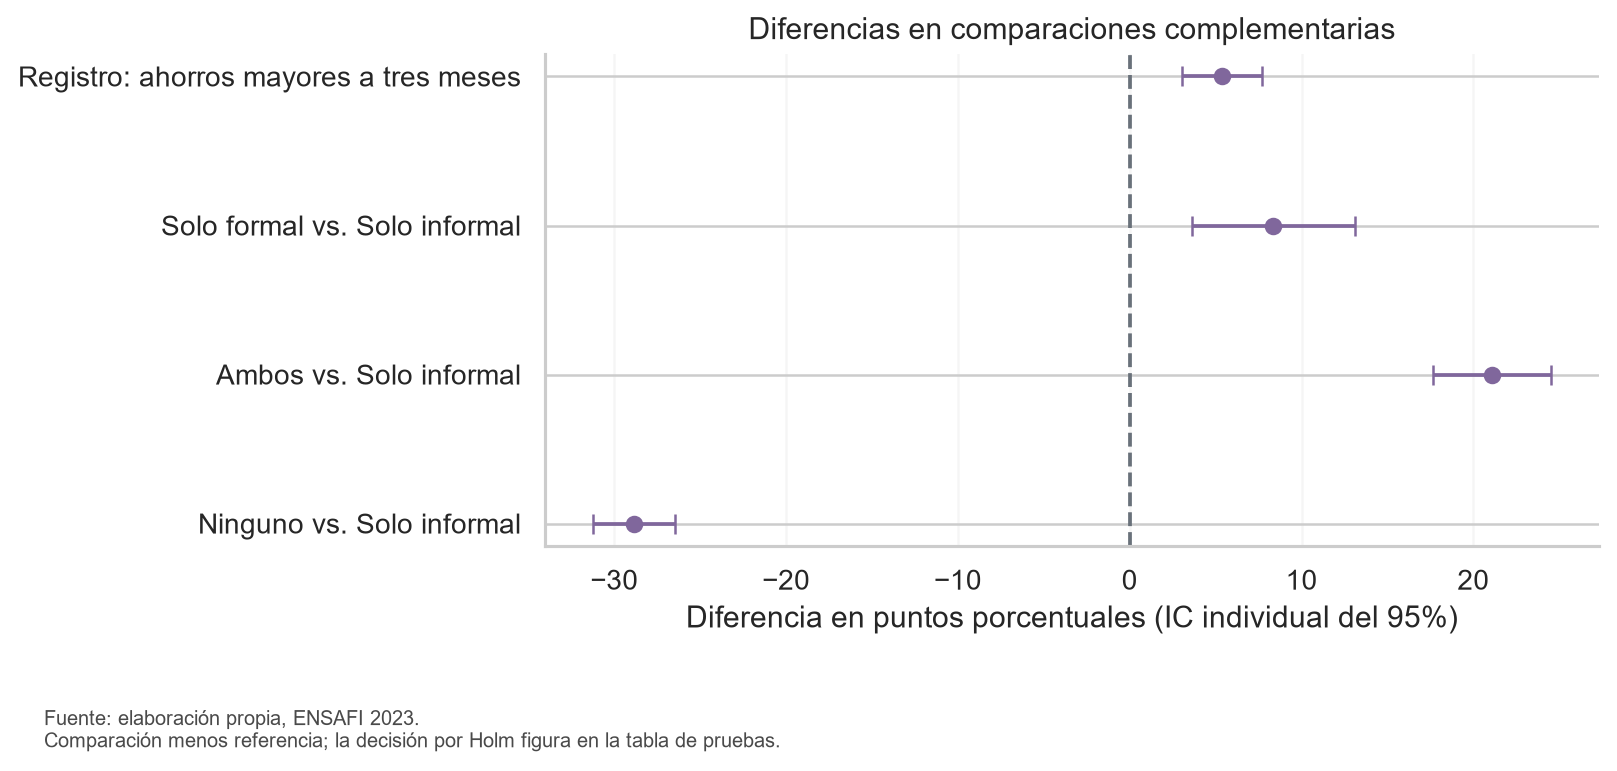 Diferencias en comparaciones complementarias
Registro: ahorros mayores a tres meses
Solo formal vs. Solo informal
Ambos vs. Solo informal
Ninguno vs. Solo informal
−30 −20 −10 0 10 20
Diferencia en puntos porcentuales (IC individual del 95%)
Fuente: elaboración propia, ENSAFI 2023.
Comparación menos referencia; la decisión por Holm figura en la tabla de pruebas.